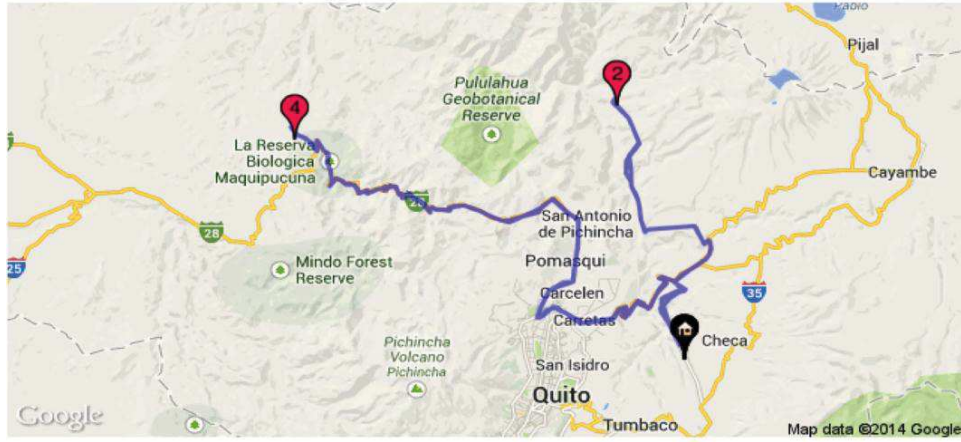 Pablo
Pijal
2
4
Pululahua
Geobotanical
Reserve
La Reserva
Biologica
Maquipucuna
Cayambe
28
28
San Antonio
de Pichincha
Pomasqui
Mindo Forest
Reserve
25
35
Carcelen
Carretas
Checa
Pichincha
Volcano
Pichincha
San Isidro
Quito
Tumbaco
Google
Map data ©2014 Google